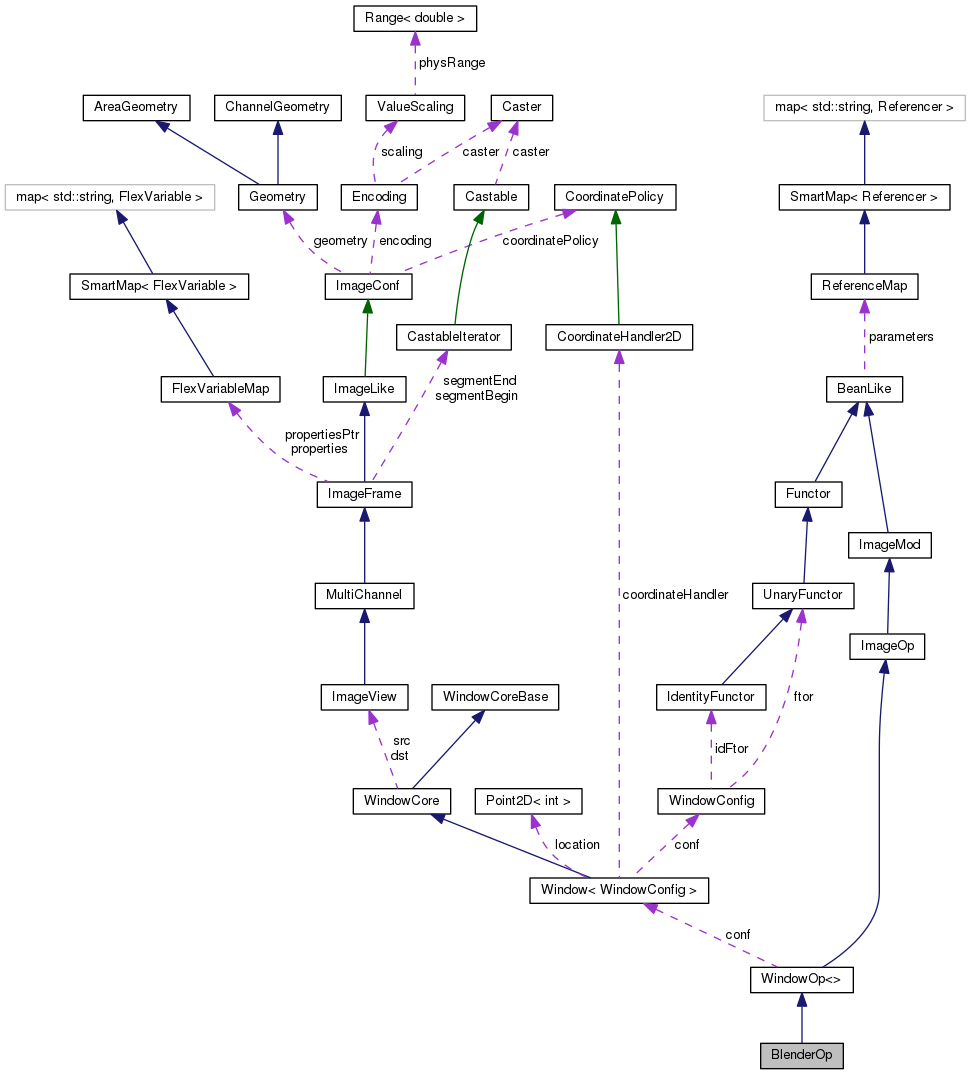 Range< double >
physRange
AreaGeometry
ChannelGeometry
ValueScaling
Caster
map< std::string, Referencer >
scaling
caster
caster
map< std::string, FlexVariable >
Geometry
Encoding
Castable
CoordinatePolicy
SmartMap< Referencer >
geometry
encoding
coordinatePolicy
SmartMap< FlexVariable >
ImageConf
ReferenceMap
CastableIterator
CoordinateHandler2D
parameters
FlexVariableMap
ImageLike
segmentEnd
segmentBegin
BeanLike
propertiesPtr
properties
ImageFrame
Functor
ImageMod
MultiChannel
coordinateHandler
UnaryFunctor
ImageOp
ImageView
WindowCoreBase
IdentityFunctor
ftor
src
dst
idFtor
WindowCore
Point2D< int >
WindowConfig
location
conf
Window< WindowConfig >
conf
WindowOp<>
BlenderOp